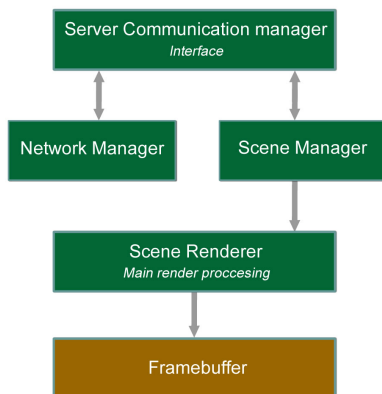 Server Communication manager
Interface
Network Manager
Scene Manager
Scene Renderer
Main render proccesing
Framebuffer